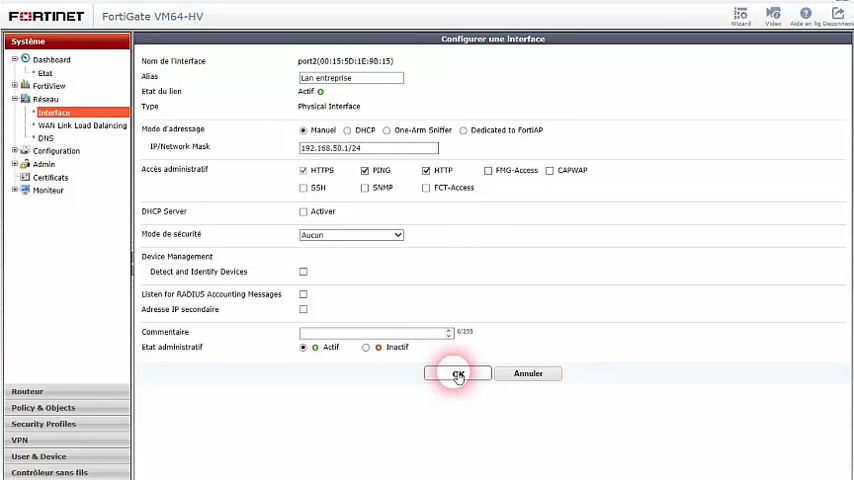 FORTINET
FortiGate VM64-HV
Wizard
Video
Aide en lig
Deconnexi
Système
Dashboard
Etat
FortiView
Réseau
Interface
WAN Link Load Balancing
DNS
Configuration
Admin
Certificats
Moniteur
Routeur
Policy & Objects
Security Profiles
VPN
User & Device
Contrôleur sans fils
Configurer une interface
Nom de l'interface port2(00:15:5D:1E:9B:15)
Alias Lan entreprise
Etat du lien Actif
Type Physical Interface
Mode d'adressage Manuel DHCP One-Arm Sniffer Dedicated to FortiAP
IP/Network Mask 192.168.50.1/24
Accès administratif HTTPS PING HTTP FMG-Access CAPWAP
SSH SNMP FCT-Access
DHCP Server Activer
Mode de sécurité Aucun
Device Management
Detect and Identify Devices
Listen for RADIUS Accounting Messages
Adresse IP secondaire
Commentaire 0/255
Etat administratif Actif Inactif
OK Annuler